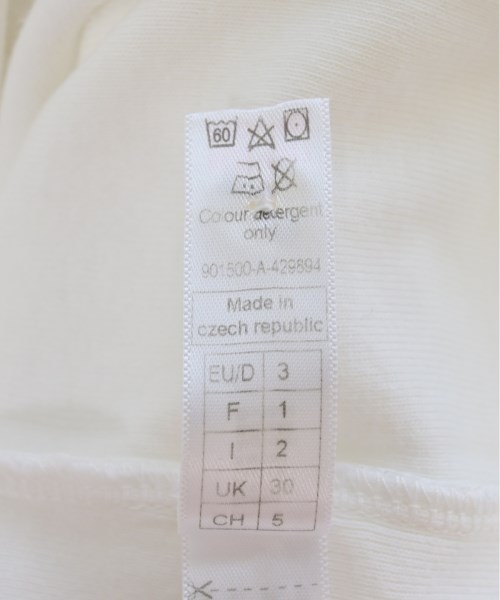 60
Colour detergent
only
901500-A-429894
Made in
czech republic
EU/D 3
F 1
I 2
UK 30
CH 5